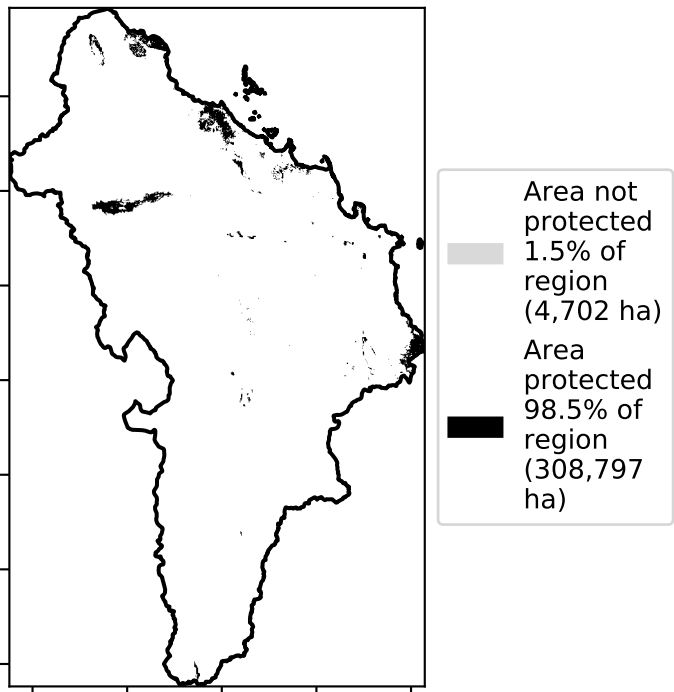 Area not
protected
1.5% of
region
(4,702 ha)
Area
protected
98.5% of
region
(308,797
ha)